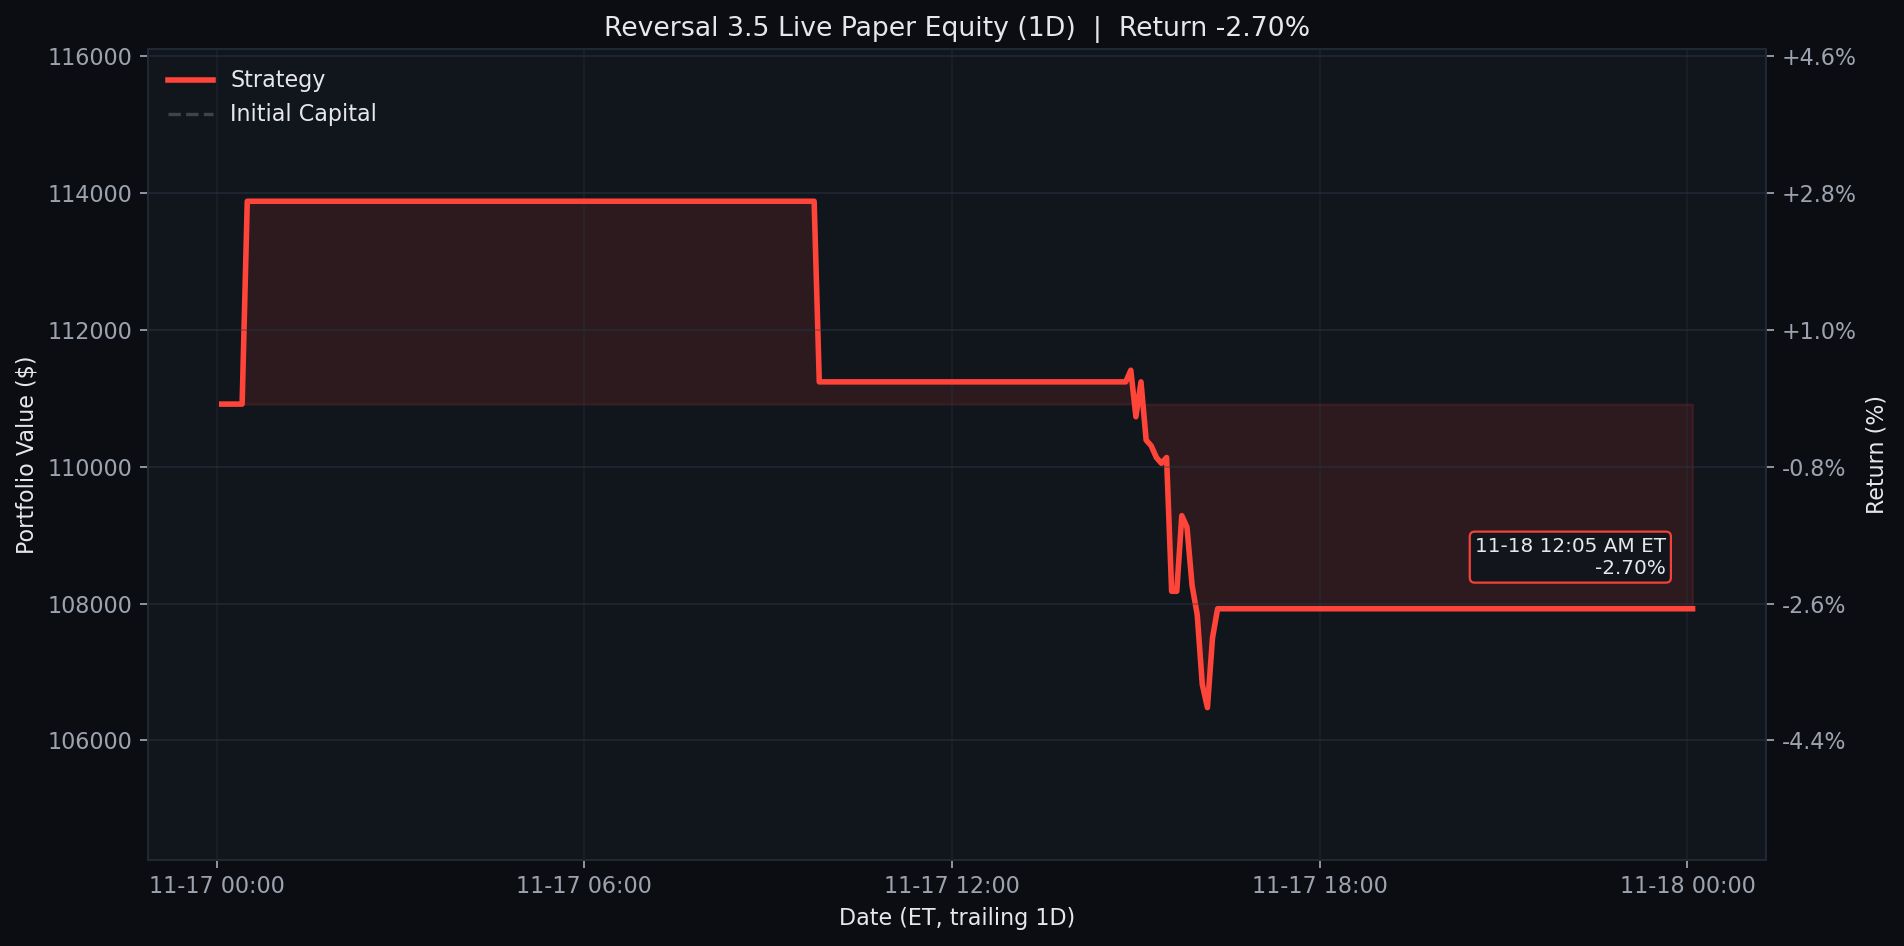 Reversal 3.5 Live Paper Equity (1D)  |  Return -2.70%
Strategy
Initial Capital
Portfolio Value ($)
116000
114000
112000
110000
108000
106000
+4.6%
+2.8%
+1.0%
-0.8%
-2.6%
-4.4%
Return (%)
11-18 12:05 AM ET
-2.70%
11-17 00:00
11-17 06:00
11-17 12:00
11-17 18:00
11-18 00:00
Date (ET, trailing 1D)